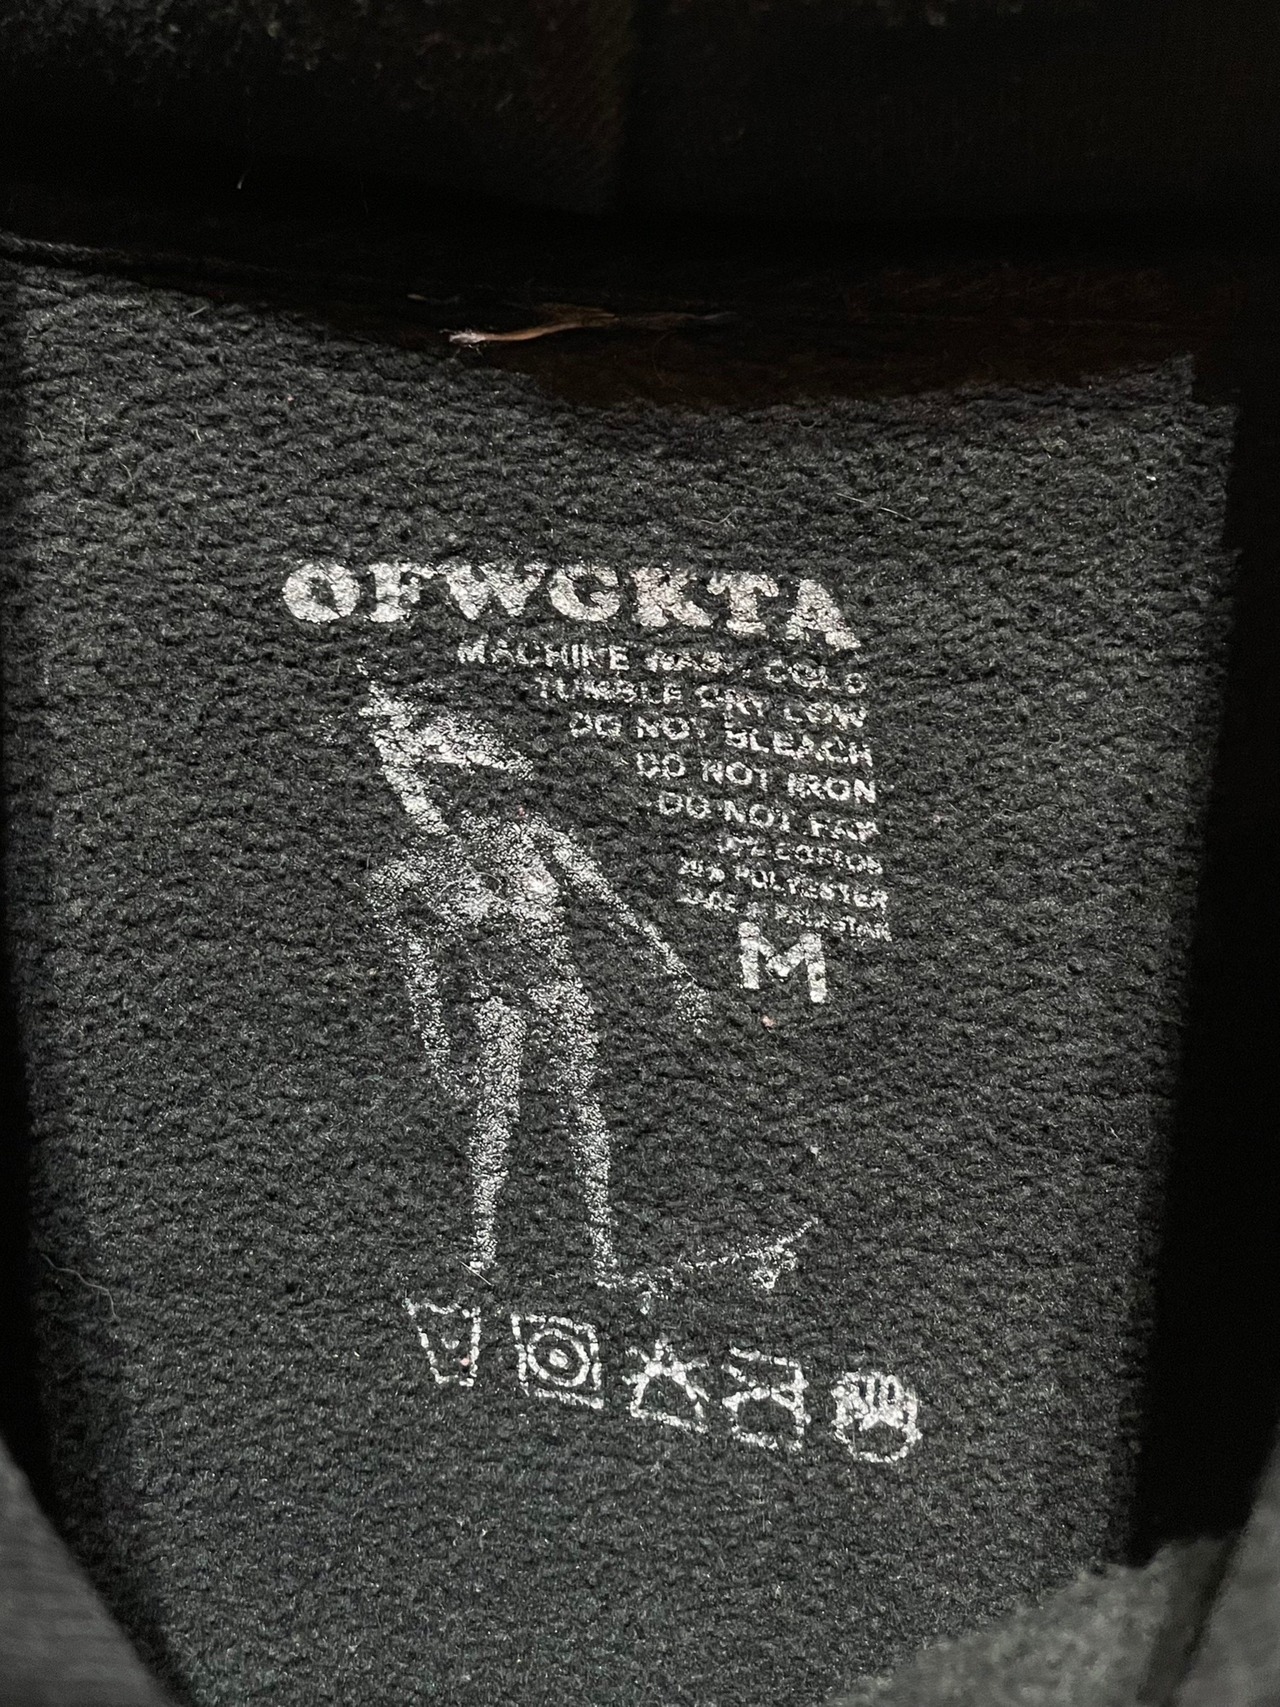 OFWGKTA
MACHINE WASH COLD
TUMBLE DRY LOW
DO NOT BLEACH
DO NOT IRON
DO NOT FAP
COTTON
POLYESTER
M